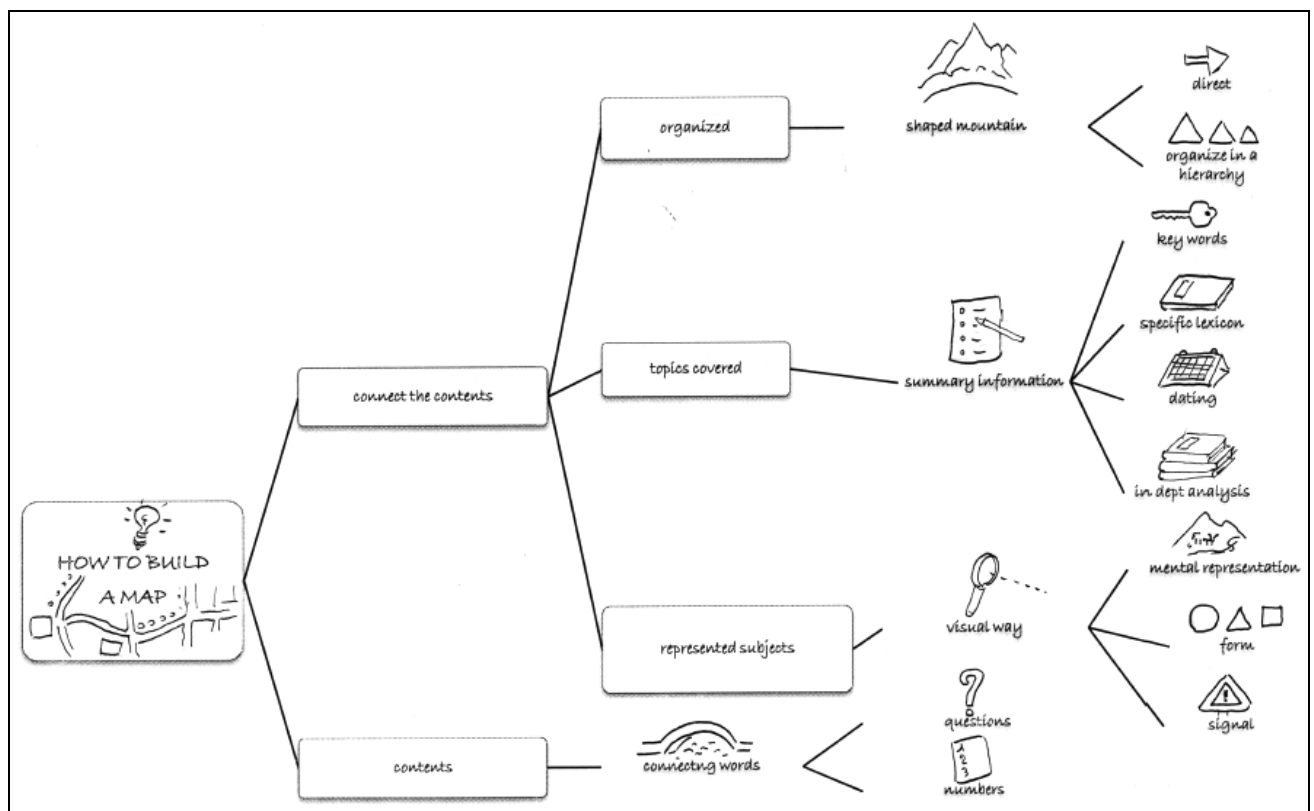 HOW TO BUILD
A MAP
connect the contents
organized
shaped mountain
direct
organize in a
hierarchy
topics covered
summary information
key words
specific lexicon
dating
in dept analysis
represented subjects
visual way
mental representation
form
signal
contents
connectng words
questions
numbers